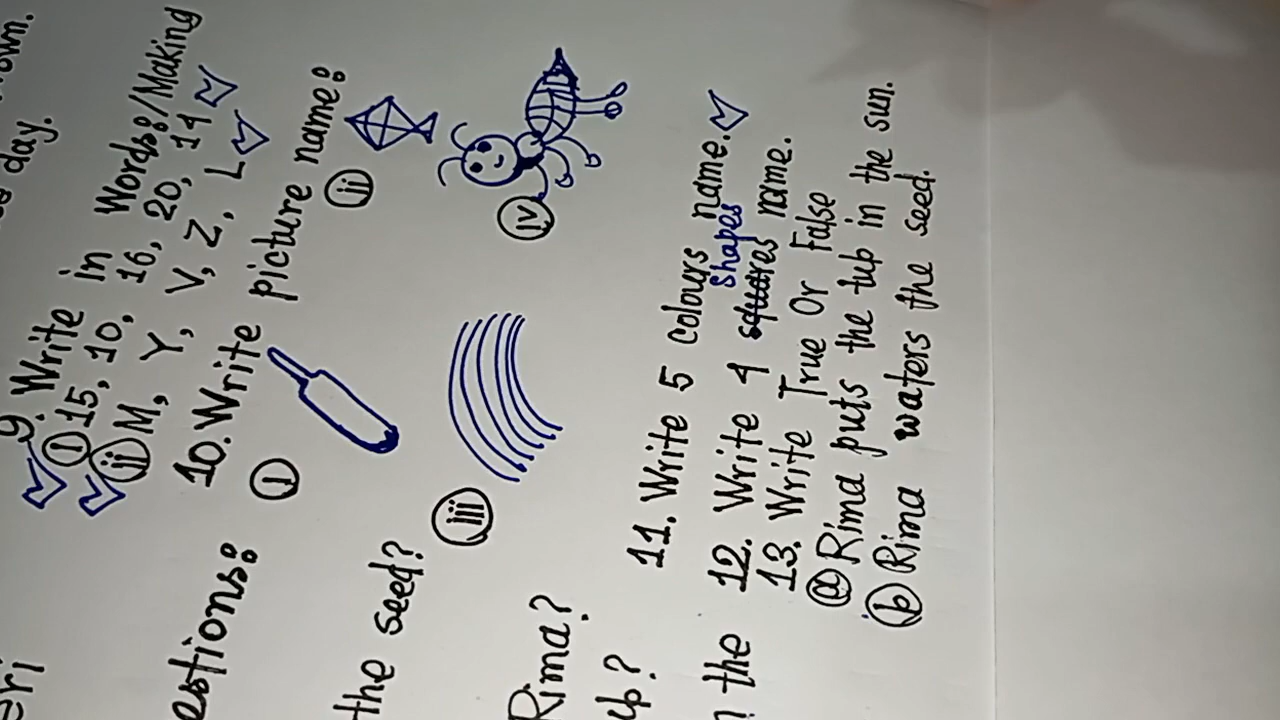 own.
day.
9. Write in Words:/Making
(i) 15, 10, 16, 20, 14
(ii) M, Y, V, Z, L
10. Write picture name:
(i) (ii)
(iii) (iv)
11. Write 5 colours name.
Shapes
12. Write 4 squares name.
13. Write True Or False
(a) Rima puts the tub in the sun.
(b) Rima waters the seed.
estions:
the seed?
Rima?
the